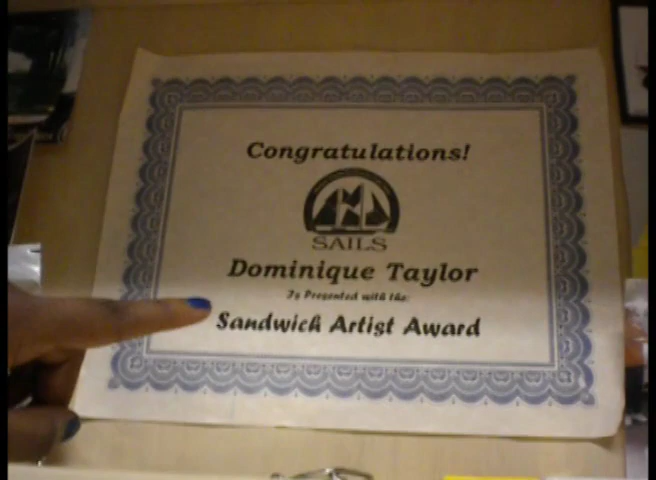 Congratulations!
SAILS
Dominique Taylor
Is Presented with the:
Sandwich Artist Award